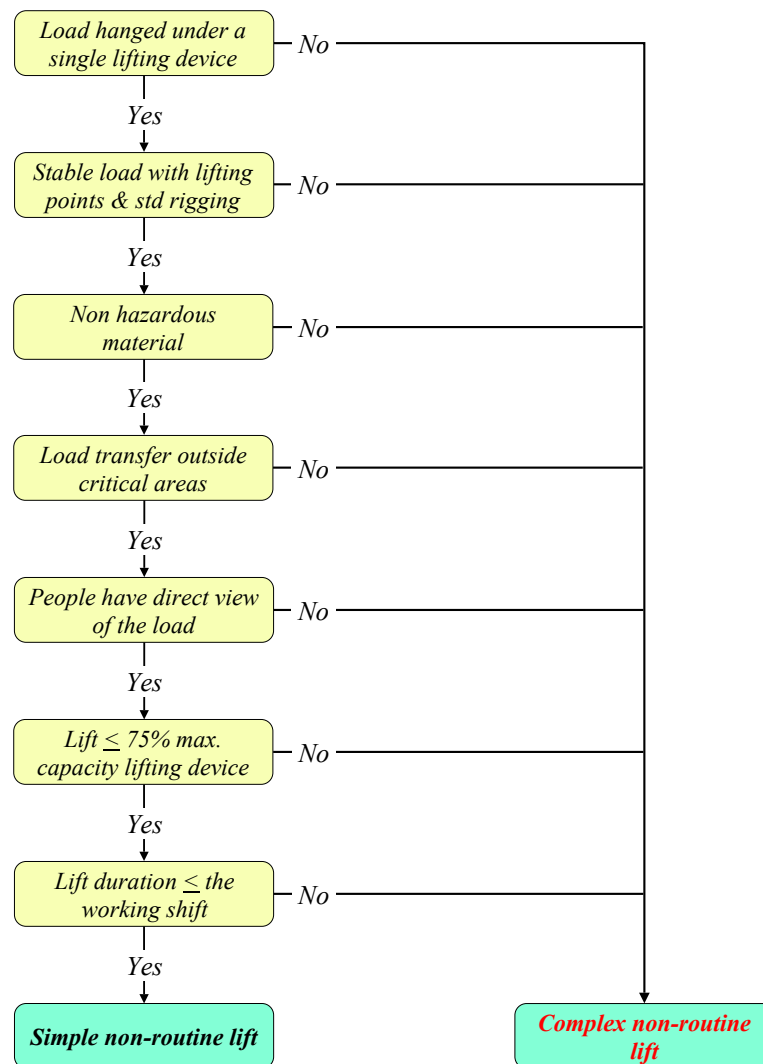 Load hanged under a
single lifting device
No
Yes
Stable load with lifting
points & std rigging
No
Yes
Non hazardous
material
No
Yes
Load transfer outside
critical areas
No
Yes
People have direct view
of the load
No
Yes
Lift ≤ 75% max.
capacity lifting device
No
Yes
Lift duration ≤ the
working shift
No
Yes
Simple non-routine lift
Complex non-routine
lift